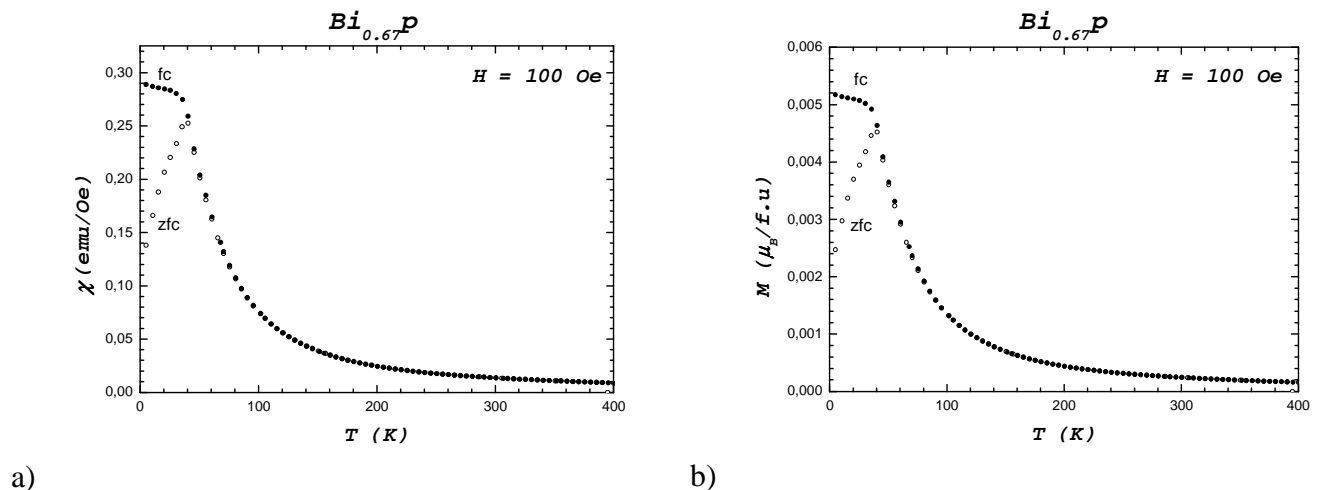 Bi0.67p
fc
H = 100 Oe
zfc
χ (emu/Oe)
0,30
0,25
0,20
0,15
0,10
0,05
0,00
0
100
200
300
400
T (K)
a)
Bi0.67p
fc
H = 100 Oe
zfc
M (μB/f.u)
0,006
0,005
0,004
0,003
0,002
0,001
0,000
0
100
200
300
400
T (K)
b)